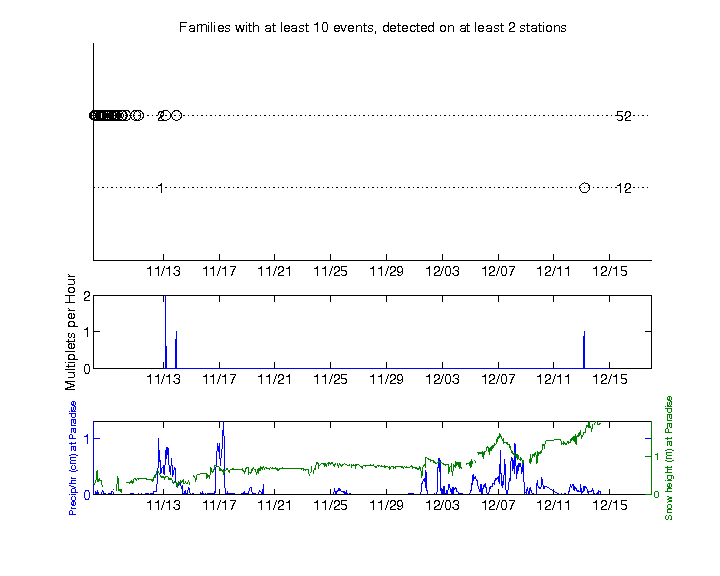 Families with at least 10 events, detected on at least 2 stations
2 52
1 12
11/13 11/17 11/21 11/25 11/29 12/03 12/07 12/11 12/15
Multiplets per Hour
2
1
0
11/13 11/17 11/21 11/25 11/29 12/03 12/07 12/11 12/15
Precip/hr (cm) at Paradise
1
0
1
0
Snow height (m) at Paradise
11/13 11/17 11/21 11/25 11/29 12/03 12/07 12/11 12/15